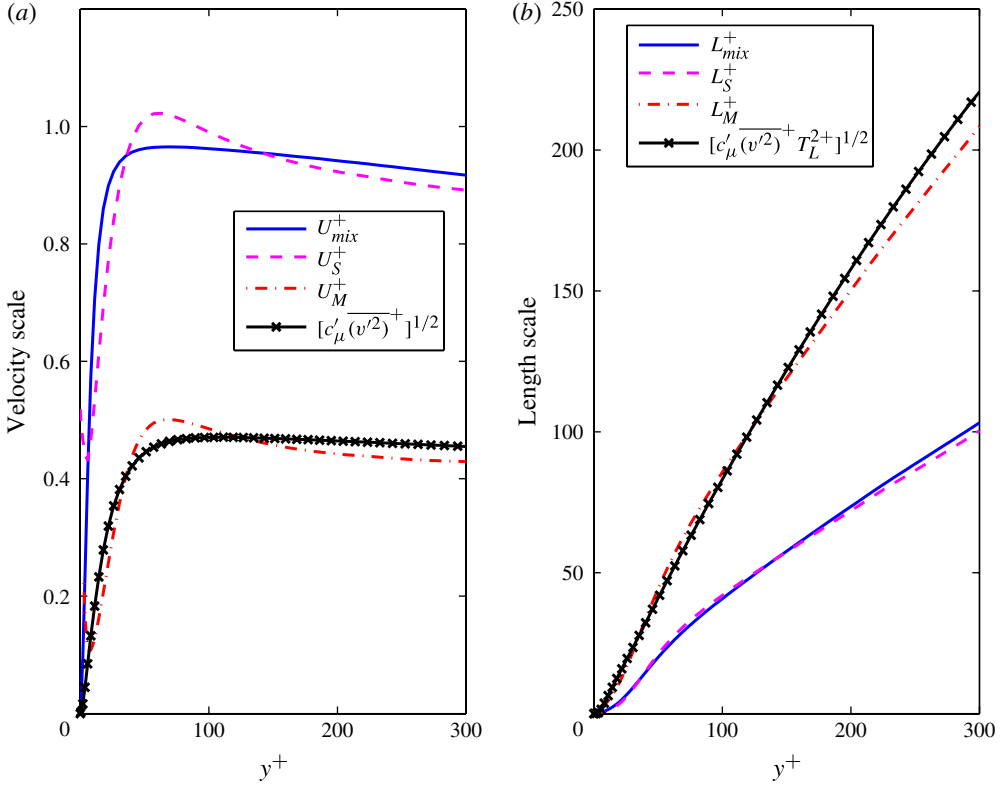 (a)
Velocity scale
1.0
0.8
0.6
0.4
0.2
0 100 200 300
y⁺
U⁺mix
U⁺S
U⁺M
[c′μ(v′2)⁺]1/2
(b)
Length scale
250
200
150
100
50
0 100 200 300
y⁺
L⁺mix
L⁺S
L⁺M
[c′μ(v′2)⁺T2+L]1/2